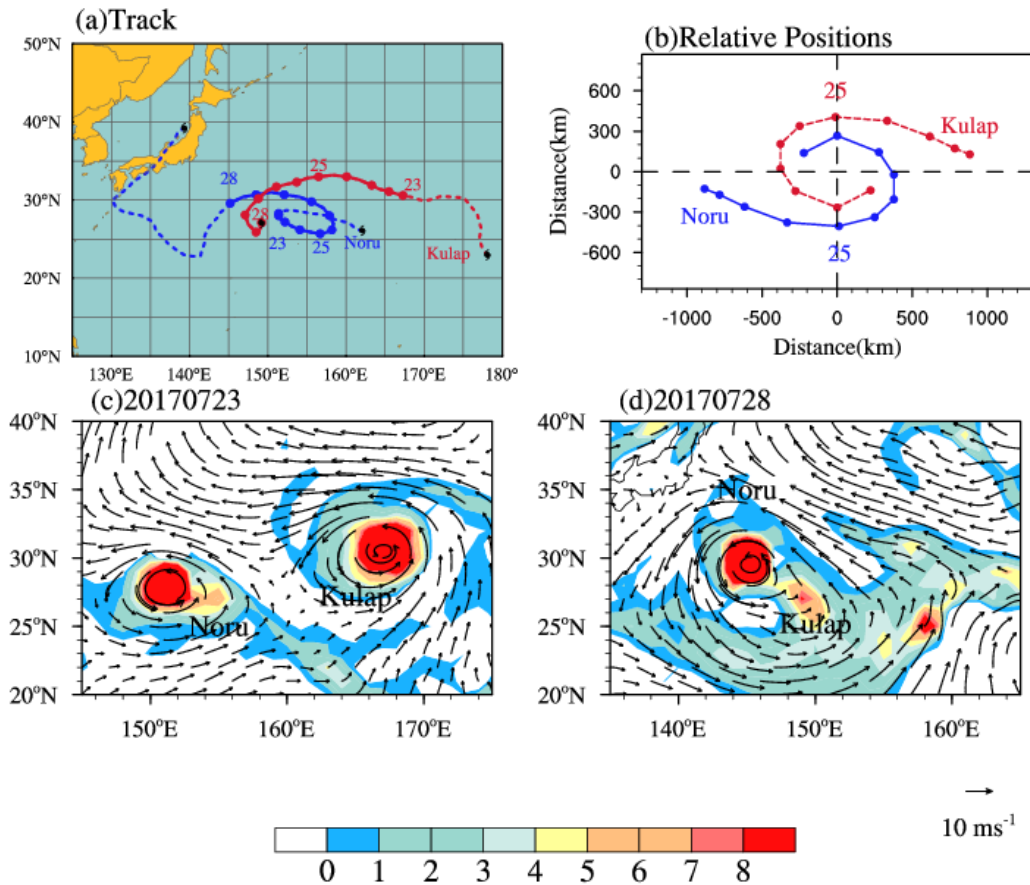 (a)Track
50°N
40°N
30°N
20°N
10°N
130°E 140°E 150°E 160°E 170°E 180°
28
25
23
28
23
25
Noru
Kulap
(b)Relative Positions
Distance(km)
600
300
0
-300
-600
25
Kulap
Noru
25
-1000 -500 0 500 1000
Distance(km)
(c)20170723
40°N
35°N
30°N
25°N
20°N
Kulap
Noru
150°E 160°E 170°E
(d)20170728
40°N
35°N
30°N
25°N
20°N
Noru
Kulap
140°E 150°E 160°E
10 ms-1
0 1 2 3 4 5 6 7 8